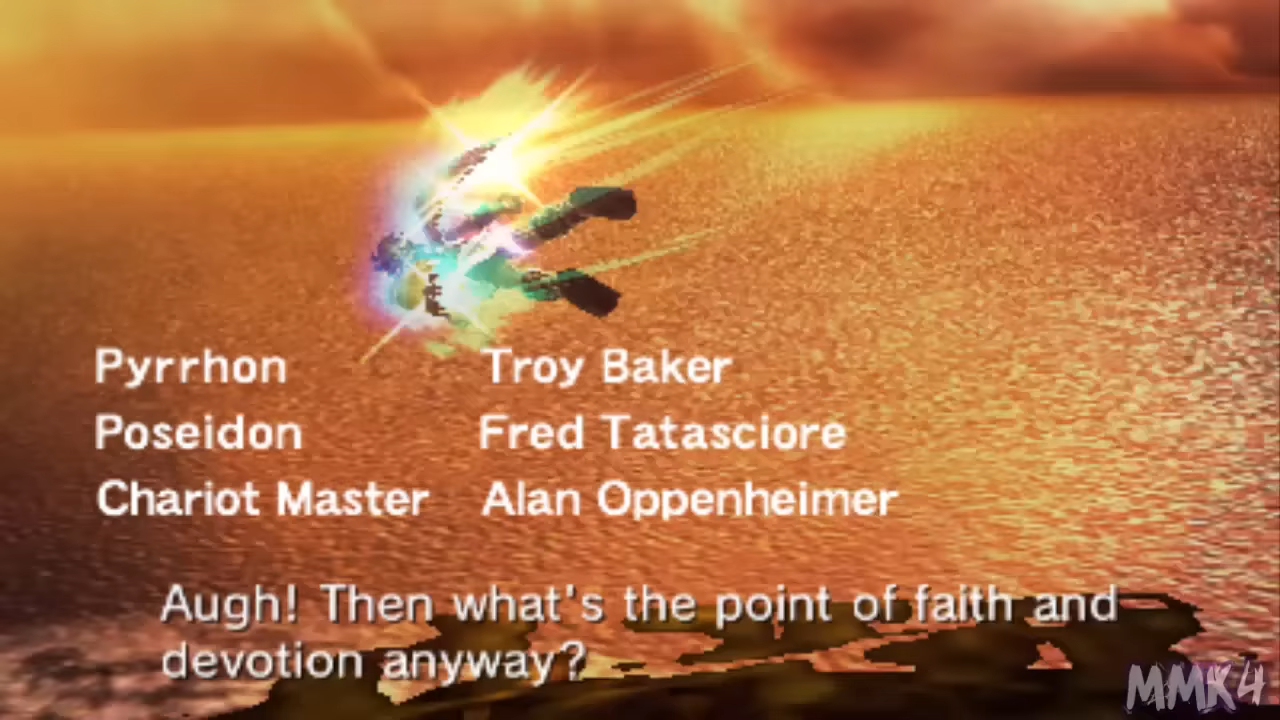 Pyrrhon Troy Baker
Poseidon Fred Tatasciore
Chariot Master Alan Oppenheimer
Augh! Then what's the point of faith and
devotion anyway?
MMK4